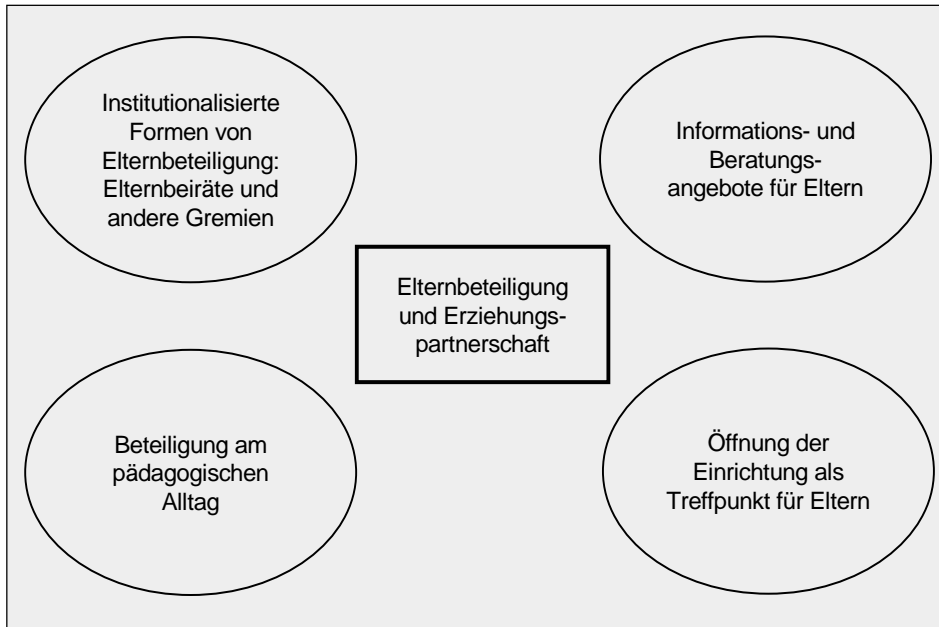 Institutionalisierte
Formen von
Elternbeteiligung:
Elternbeiräte und
andere Gremien
Informations- und
Beratungs-
angebote für Eltern
Elternbeteiligung
und Erziehungs-
partnerschaft
Beteiligung am
pädagogischen
Alltag
Öffnung der
Einrichtung als
Treffpunkt für Eltern